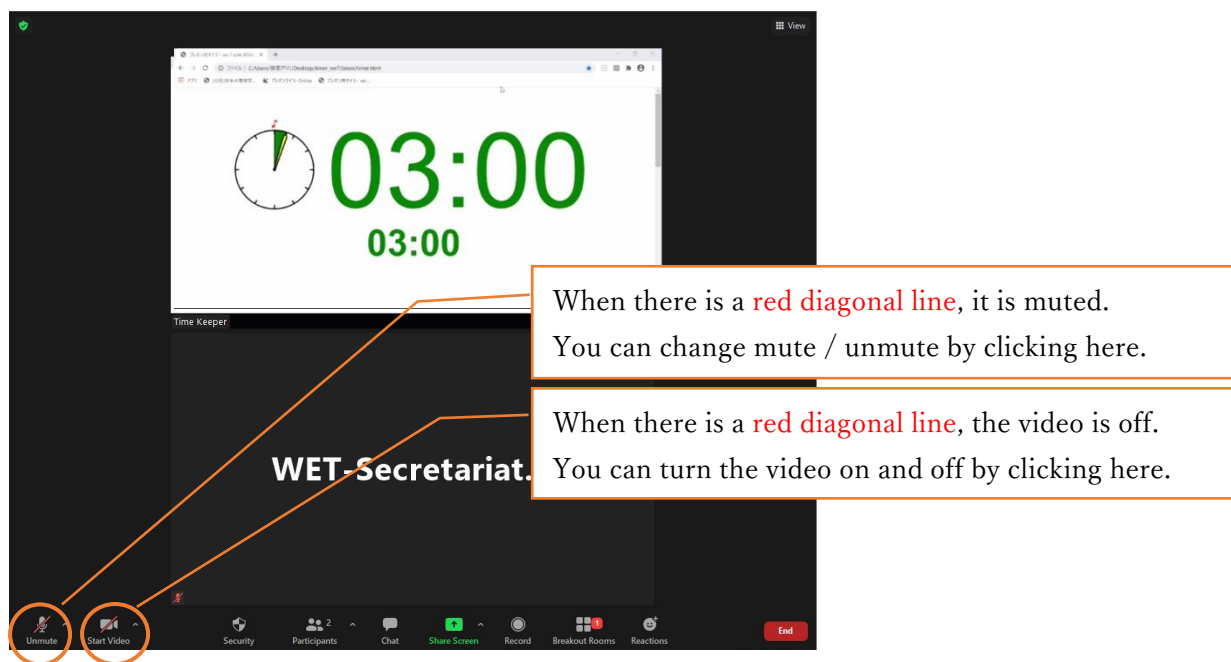 View
03:00
03:00
Time Keeper
When there is a red diagonal line, it is muted.
You can change mute / unmute by clicking here.
When there is a red diagonal line, the video is off.
You can turn the video on and off by clicking here.
WET-Secretariat.
Unmute
Start Video
Security
Participants
2
Chat
Share Screen
Record
Breakout Rooms
1
Reactions
End